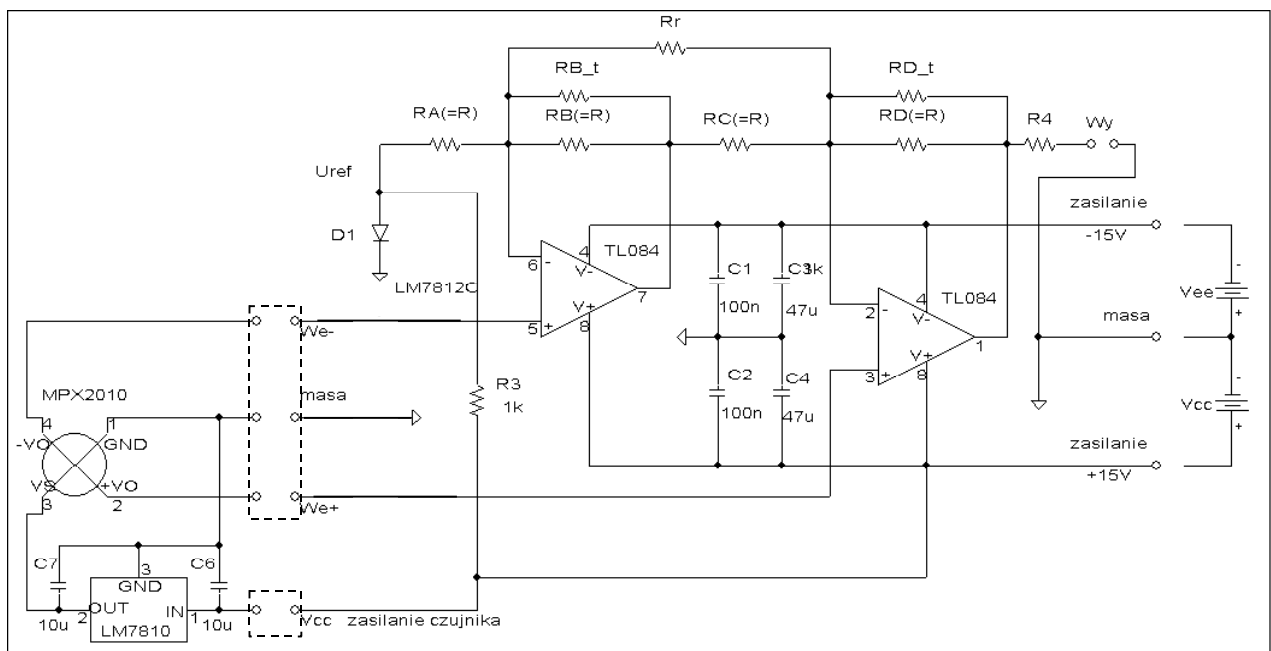 Rr
RB_t
RD_t
RA(=R)
RB(=R)
RC(=R)
RD(=R)
R4
Wy
Uref
D1
zasilanie
-15V
6
-
4
V-
TL084
7
LM7812C
5
+
V+
8
We-
C1
100n
C3
1k
47u
2
-
4
V-
TL084
1
3
+
V+
8
Vee
-
+
masa
C2
100n
C4
47u
R3
1k
Vcc
-
+
zasilanie
+15V
MPX2010
4
1
-VO
GND
VS
+VO
3
2
masa
We+
C7
10u
3
GND
OUT
IN
2
1
LM7810
C6
10u
Vcc zasilanie czujnika